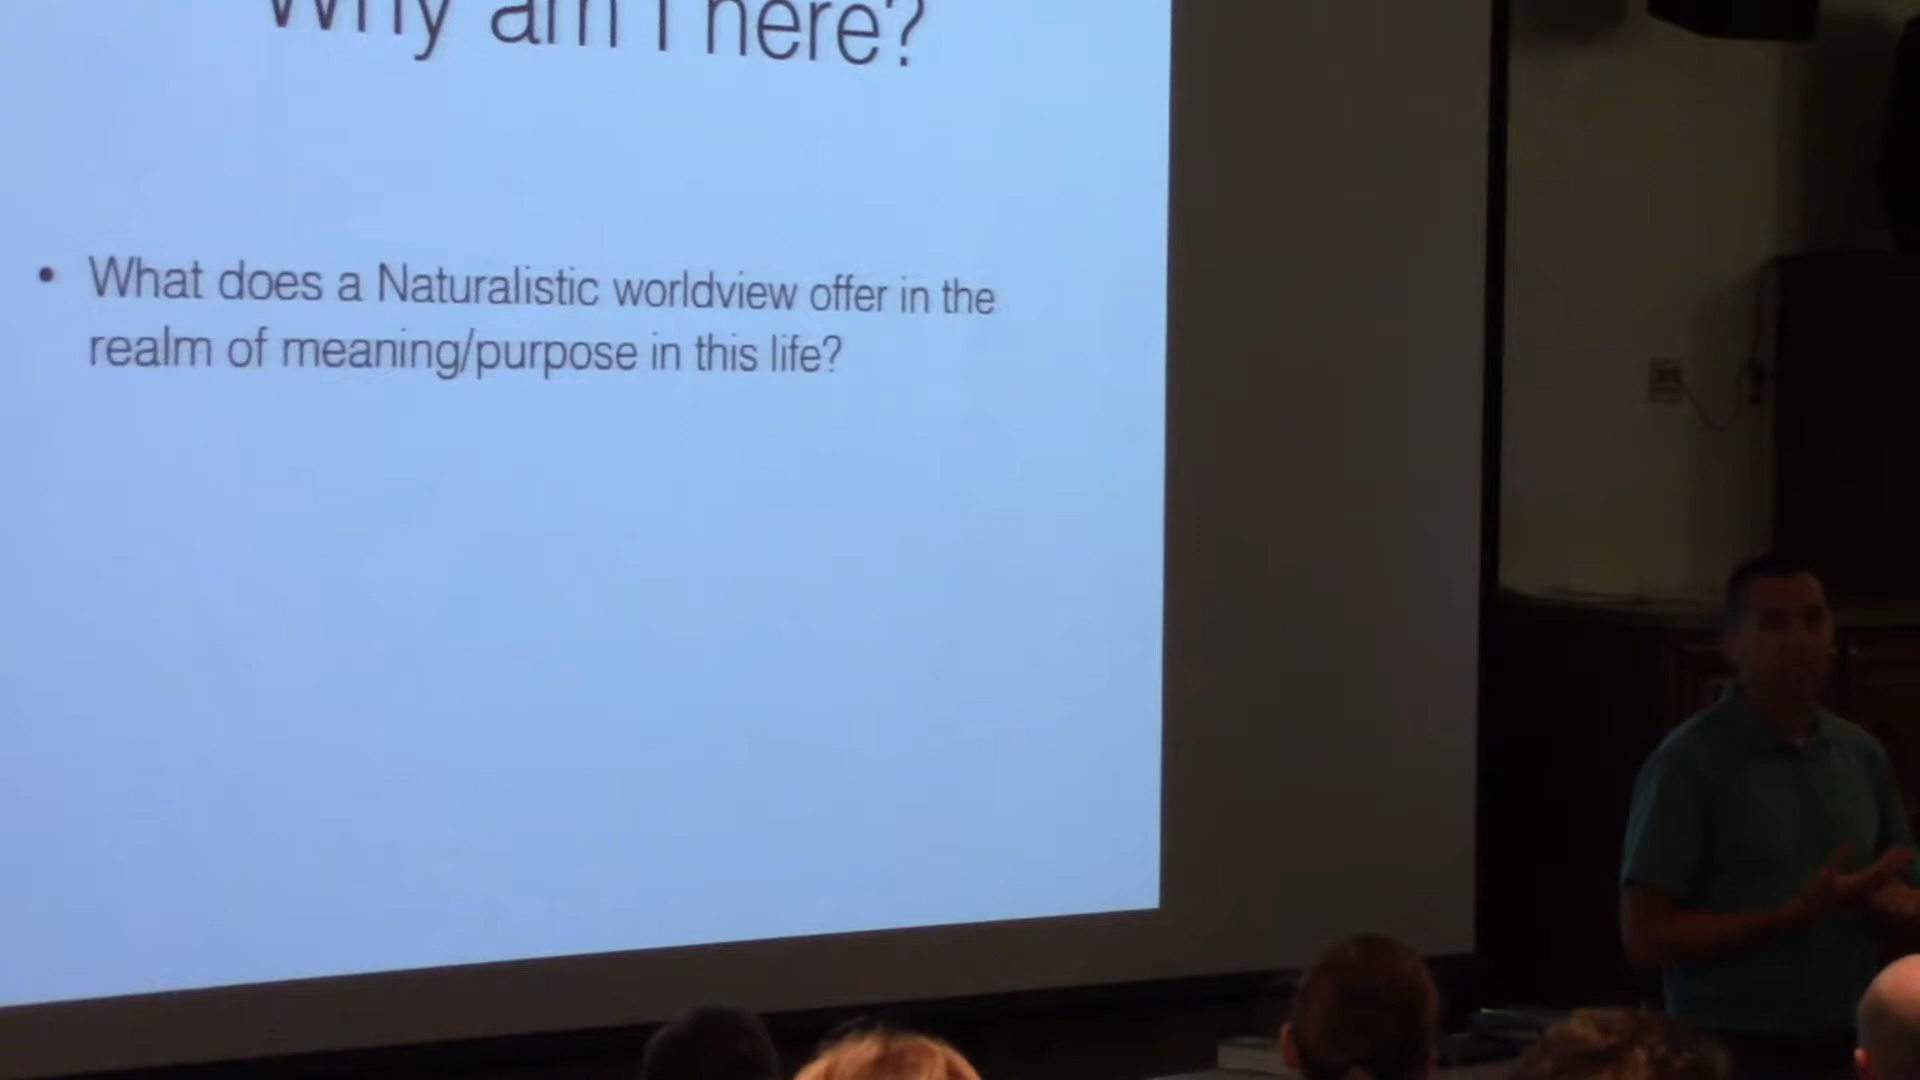 Why am I here?
• What does a Naturalistic worldview offer in the
realm of meaning/purpose in this life?